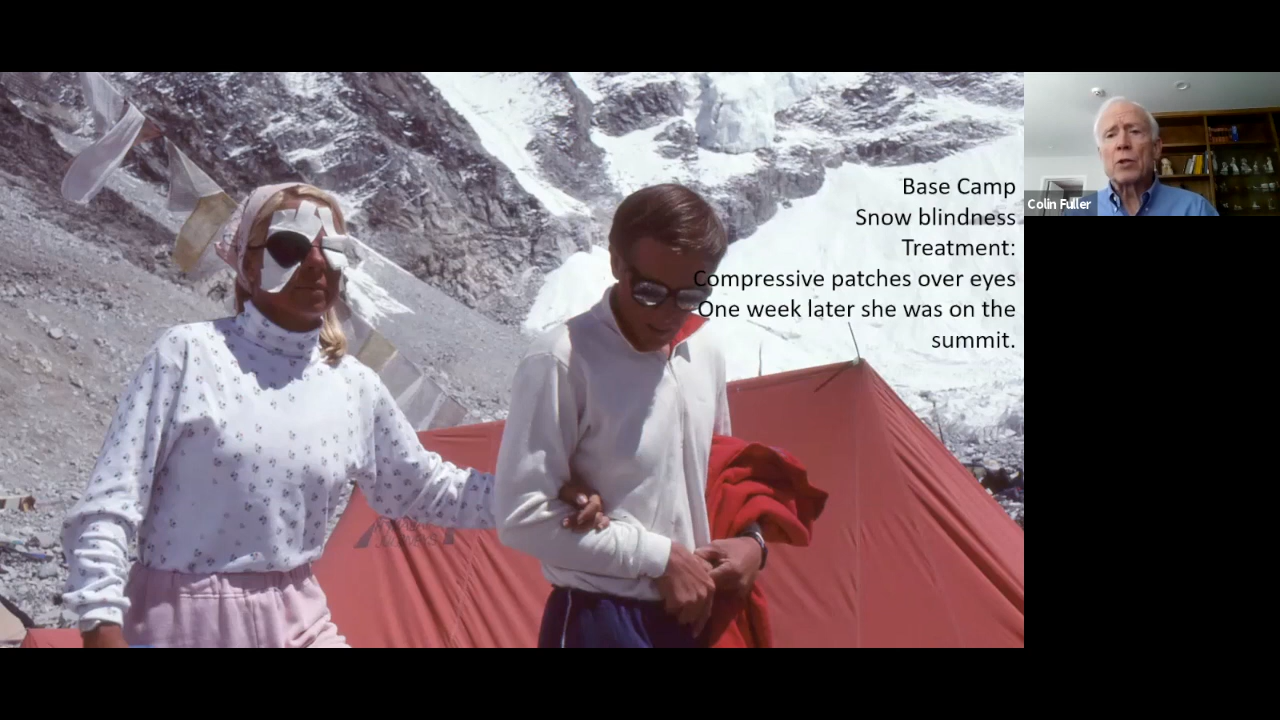 Base Camp
Snow blindness
Treatment:
Compressive patches over eyes
One week later she was on the
summit.
Colin Fuller